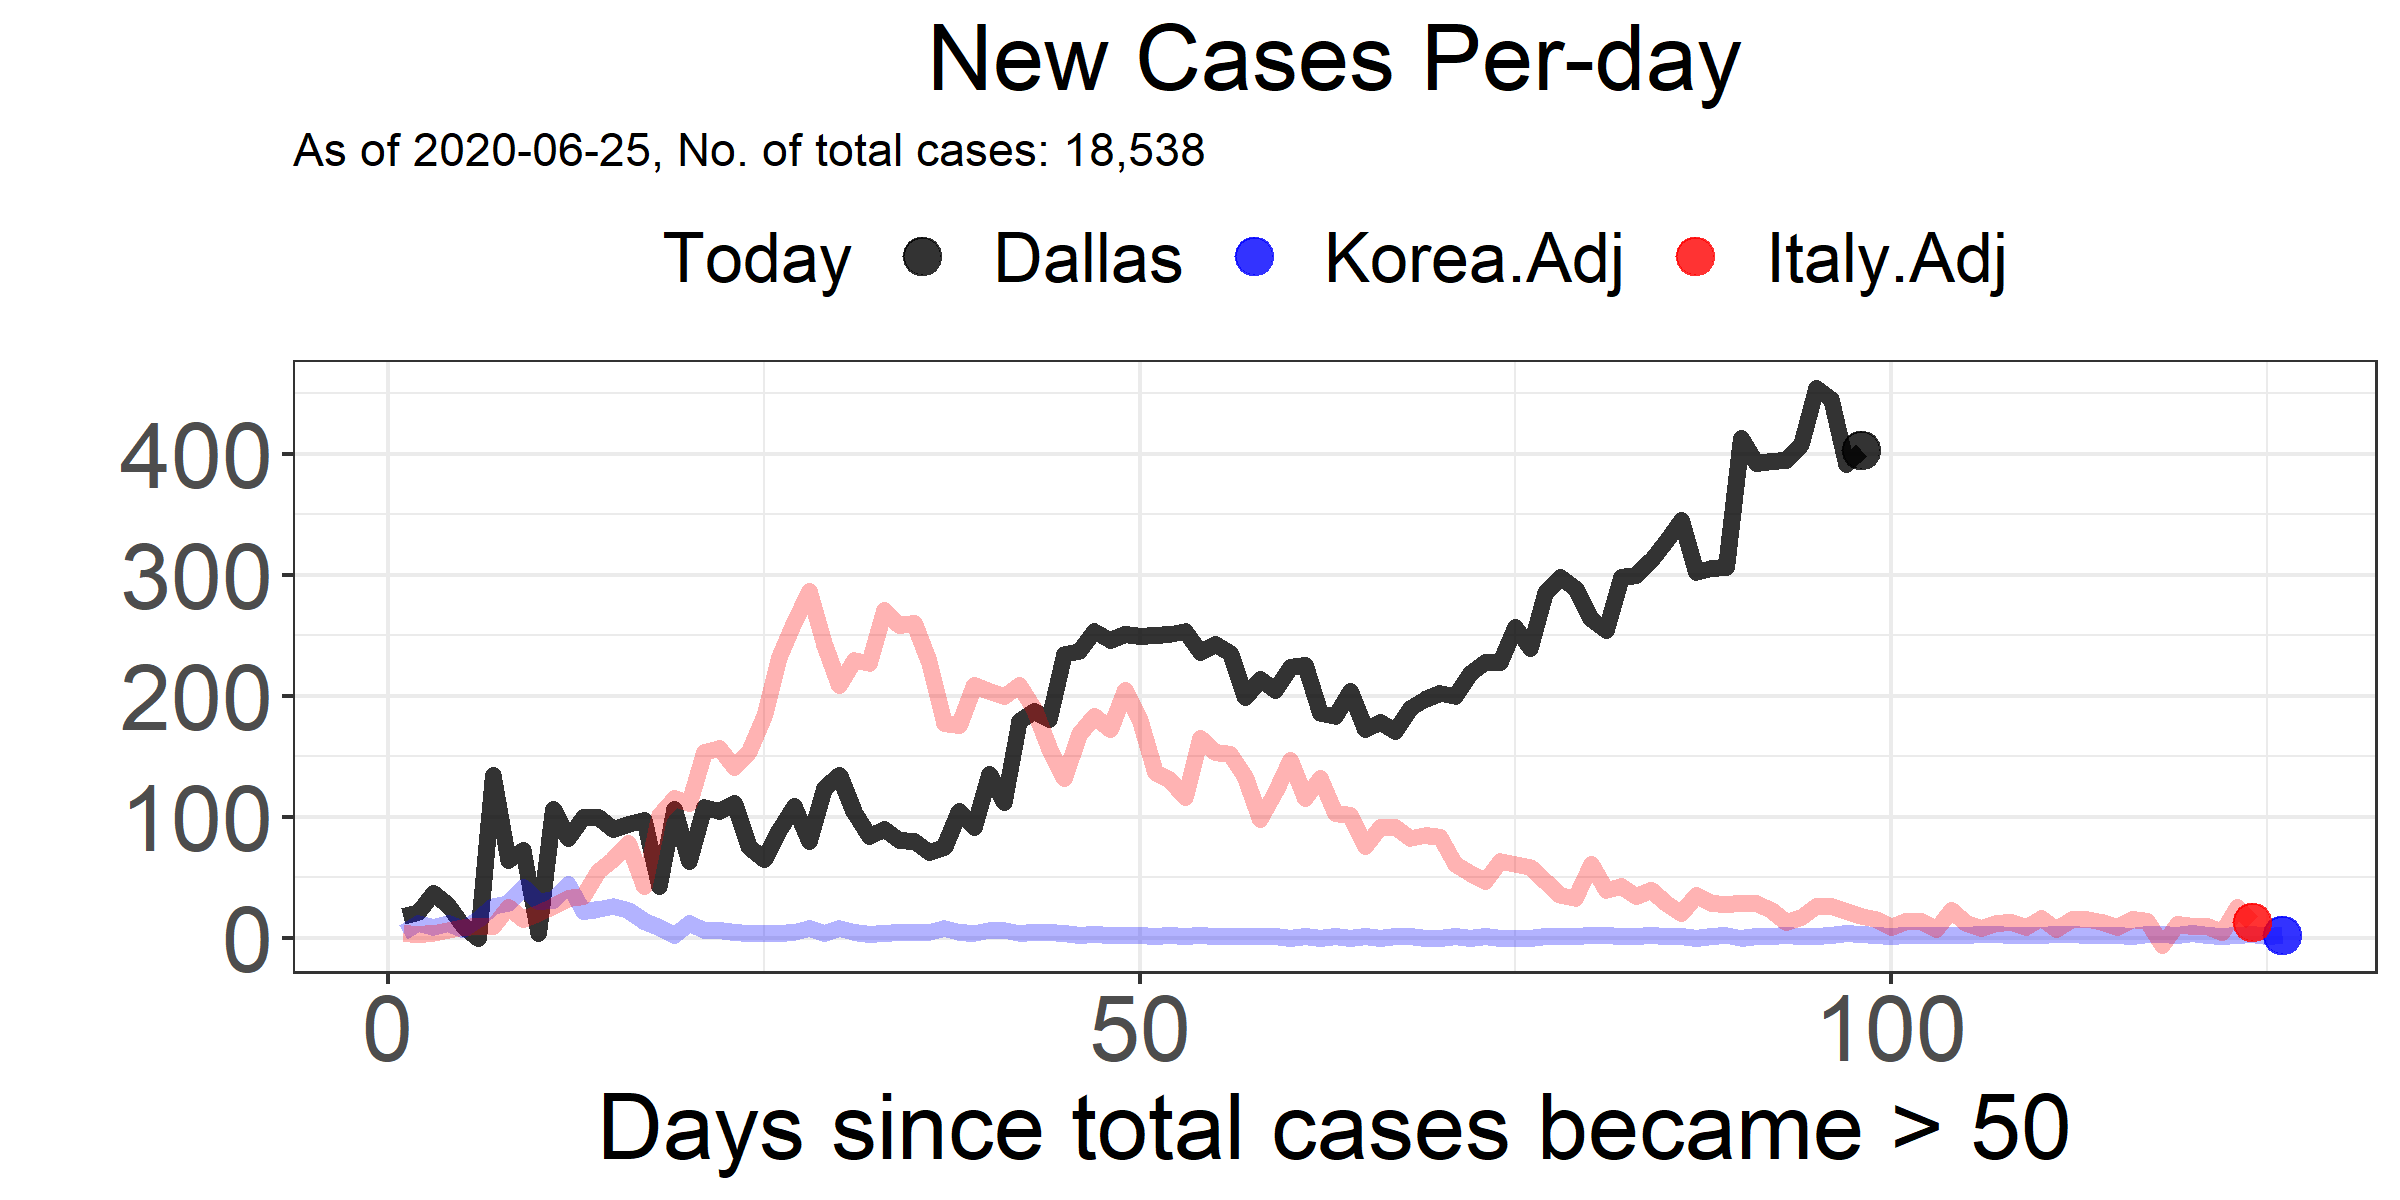 New Cases Per-day
As of 2020-06-25, No. of total cases: 18,538
Today Dallas Korea.Adj Italy.Adj
400
300
200
100
0
0 50 100
Days since total cases became > 50